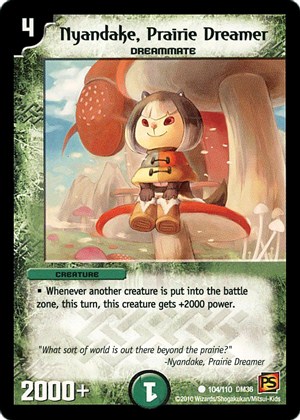 4
Nyandake, Prairie Dreamer
DREAMMATE
CREATURE
▪ Whenever another creature is put into the battle
zone, this turn, this creature gets +2000 power.
"What sort of world is out there beyond the prairie?"
-Nyandake, Prairie Dreamer
2000+
1
104/110 DM36
©2010 Wizards/Shogakukan/Mitsui-Kids
PS